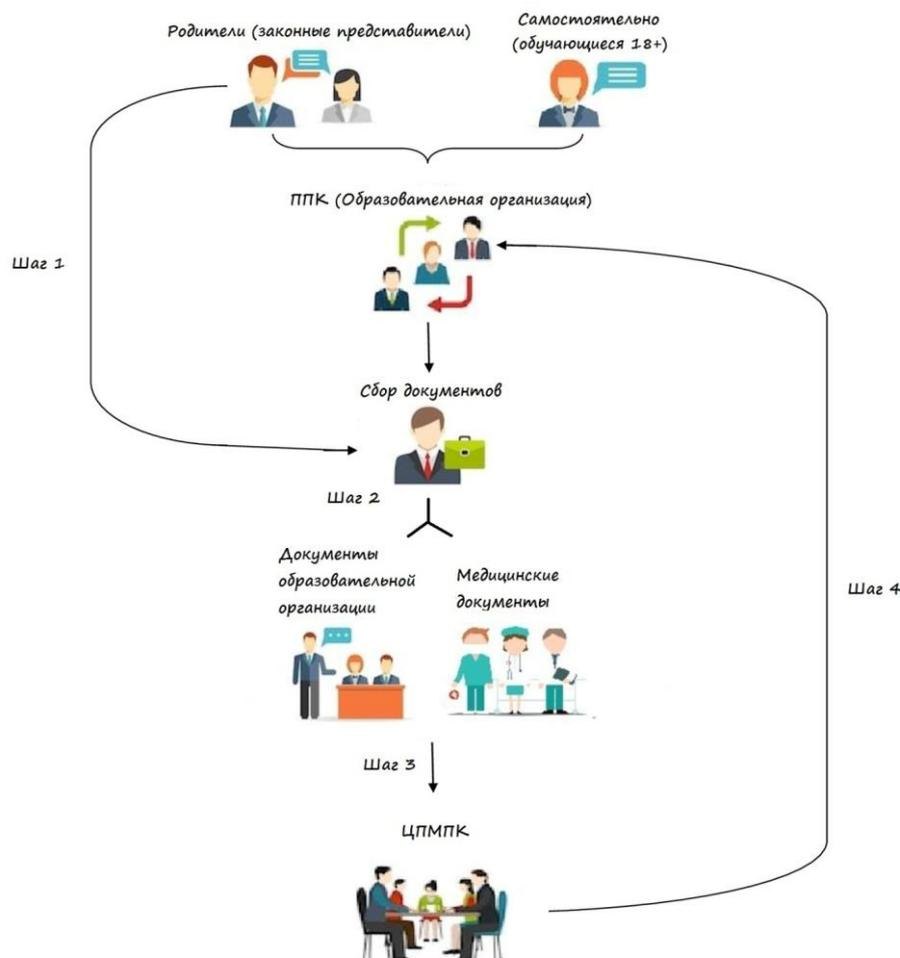 Родители (законные представители)
Самостоятельно
(обучающиеся 18+)
ППК (Образовательная организация)
Шаг 1
Сбор документов
Шаг 2
Документы
образовательной
организации
Медицинские
документы
Шаг 4
Шаг 3
ЦПМПК